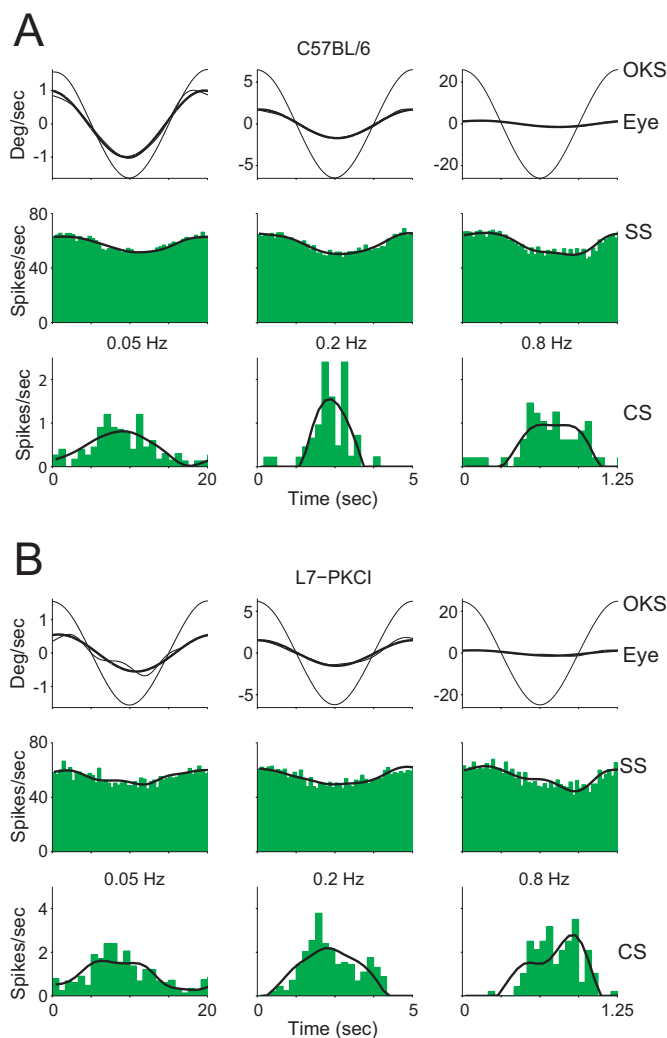 A
C57BL/6
OKS
Eye
Deg/sec
1
0
-1
5
0
-5
20
0
-20
SS
Spikes/sec
80
40
0
0.05 Hz
0.2 Hz
0.8 Hz
CS
Spikes/sec
2
1
0
0
20
0
5
0
1.25
Time (sec)
B
L7-PKCI
OKS
Eye
Deg/sec
1
0
-1
5
0
-5
20
0
-20
SS
Spikes/sec
80
40
0
0.05 Hz
0.2 Hz
0.8 Hz
CS
Spikes/sec
4
2
0
0
20
0
5
0
1.25
Time (sec)